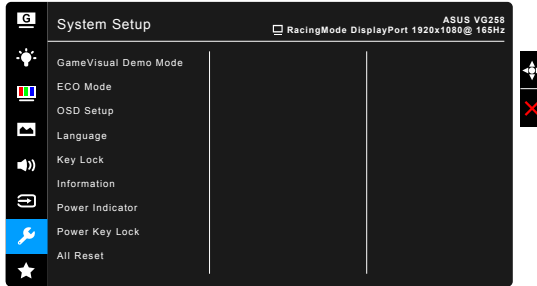 G
System Setup
ASUS VG258
RacingMode DisplayPort 1920x1080@ 165Hz
GameVisual Demo Mode
ECO Mode
OSD Setup
Language
Key Lock
Information
Power Indicator
Power Key Lock
All Reset